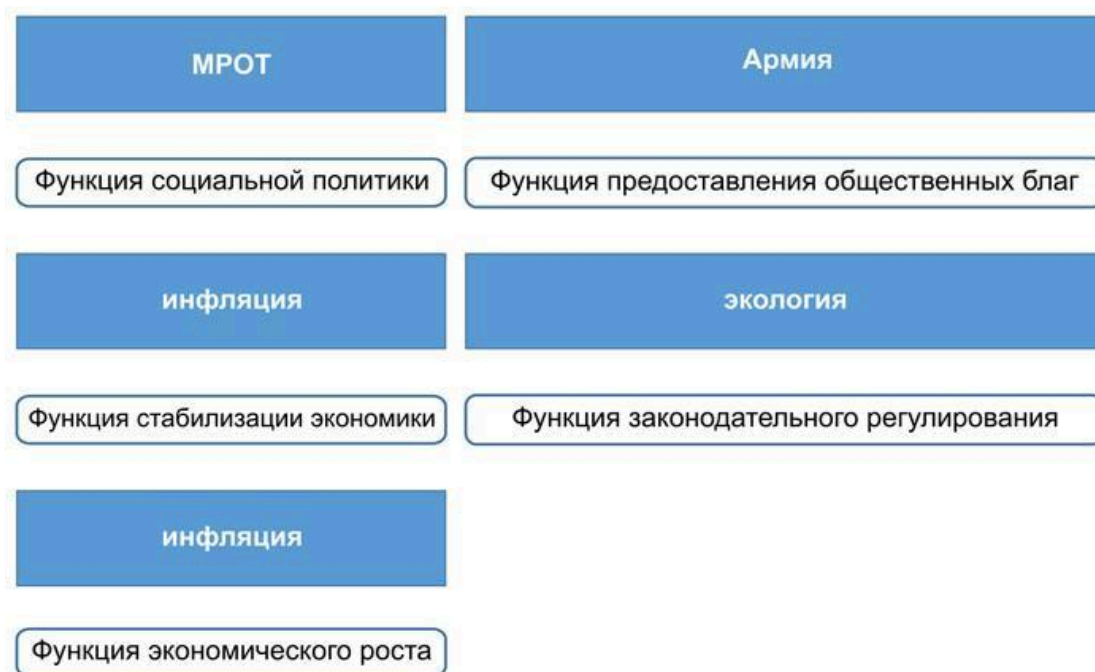 МРОТ
Армия
Функция социальной политики
Функция предоставления общественных благ
инфляция
экология
Функция стабилизации экономики
Функция законодательного регулирования
инфляция
Функция экономического роста